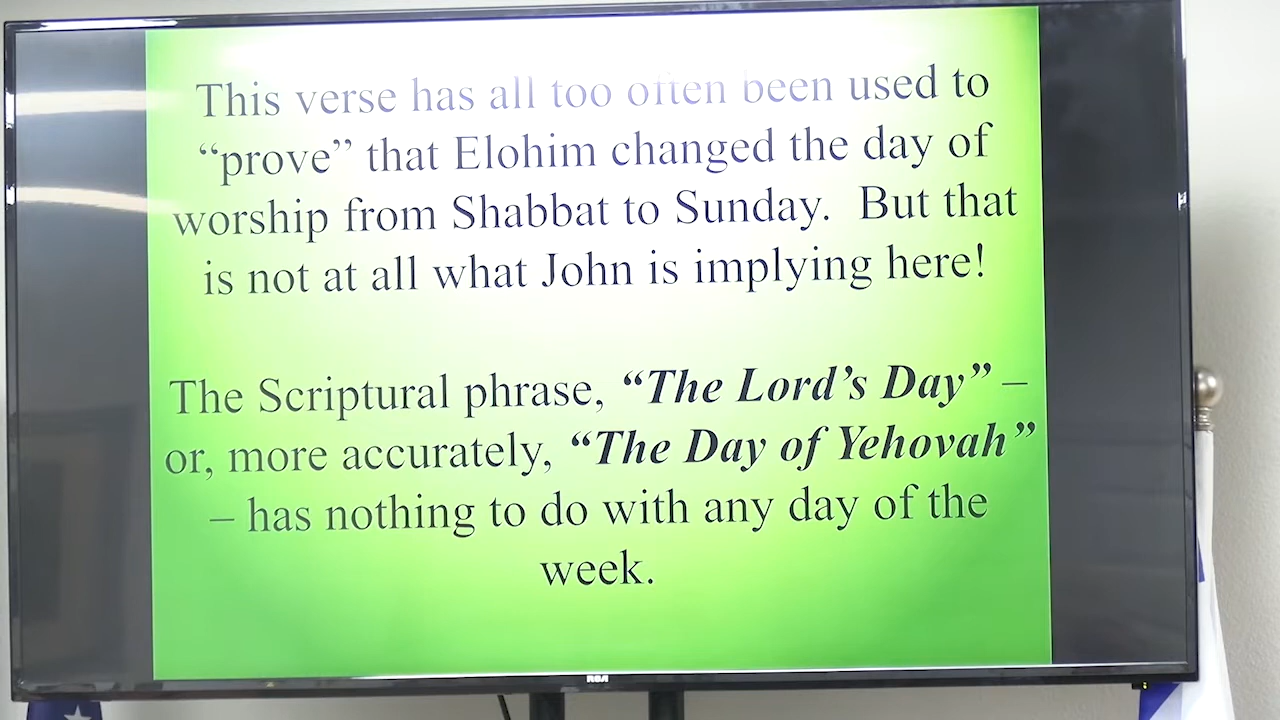 This verse has all too often been used to
“prove” that Elohim changed the day of
worship from Shabbat to Sunday.  But that
is not at all what John is implying here!
The Scriptural phrase, “The Lord’s Day” –
or, more accurately, “The Day of Yehovah”
– has nothing to do with any day of the
week.
RCA